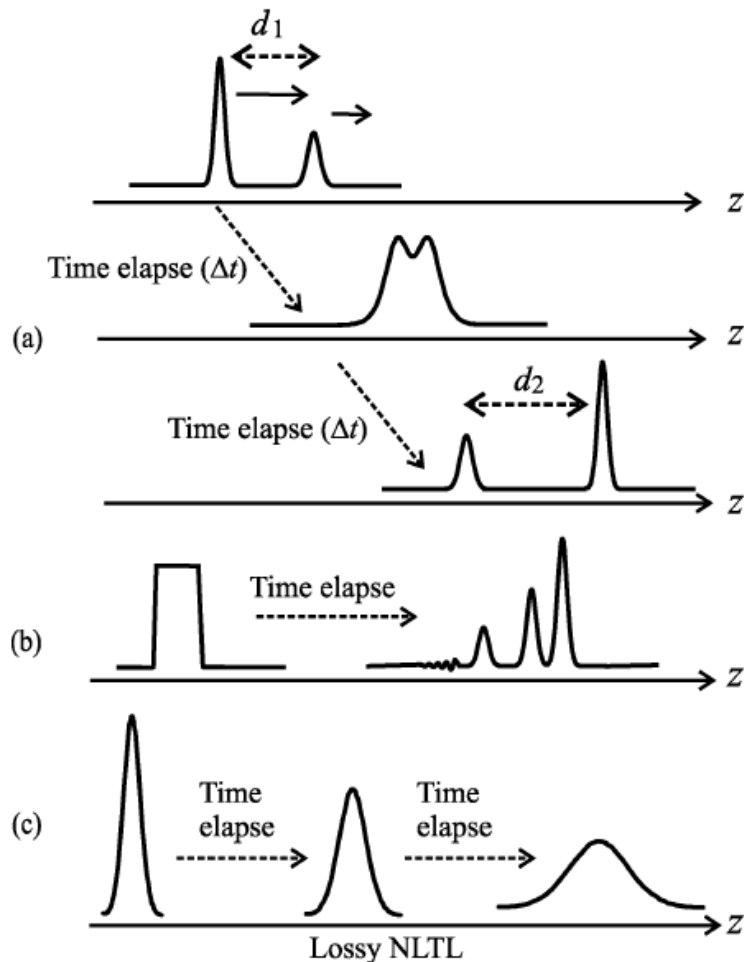 d1
z
Time elapse (Δt)
(a)
z
d2
Time elapse (Δt)
z
Time elapse
(b)
z
Time
elapse
Time
elapse
(c)
z
Lossy NLTL